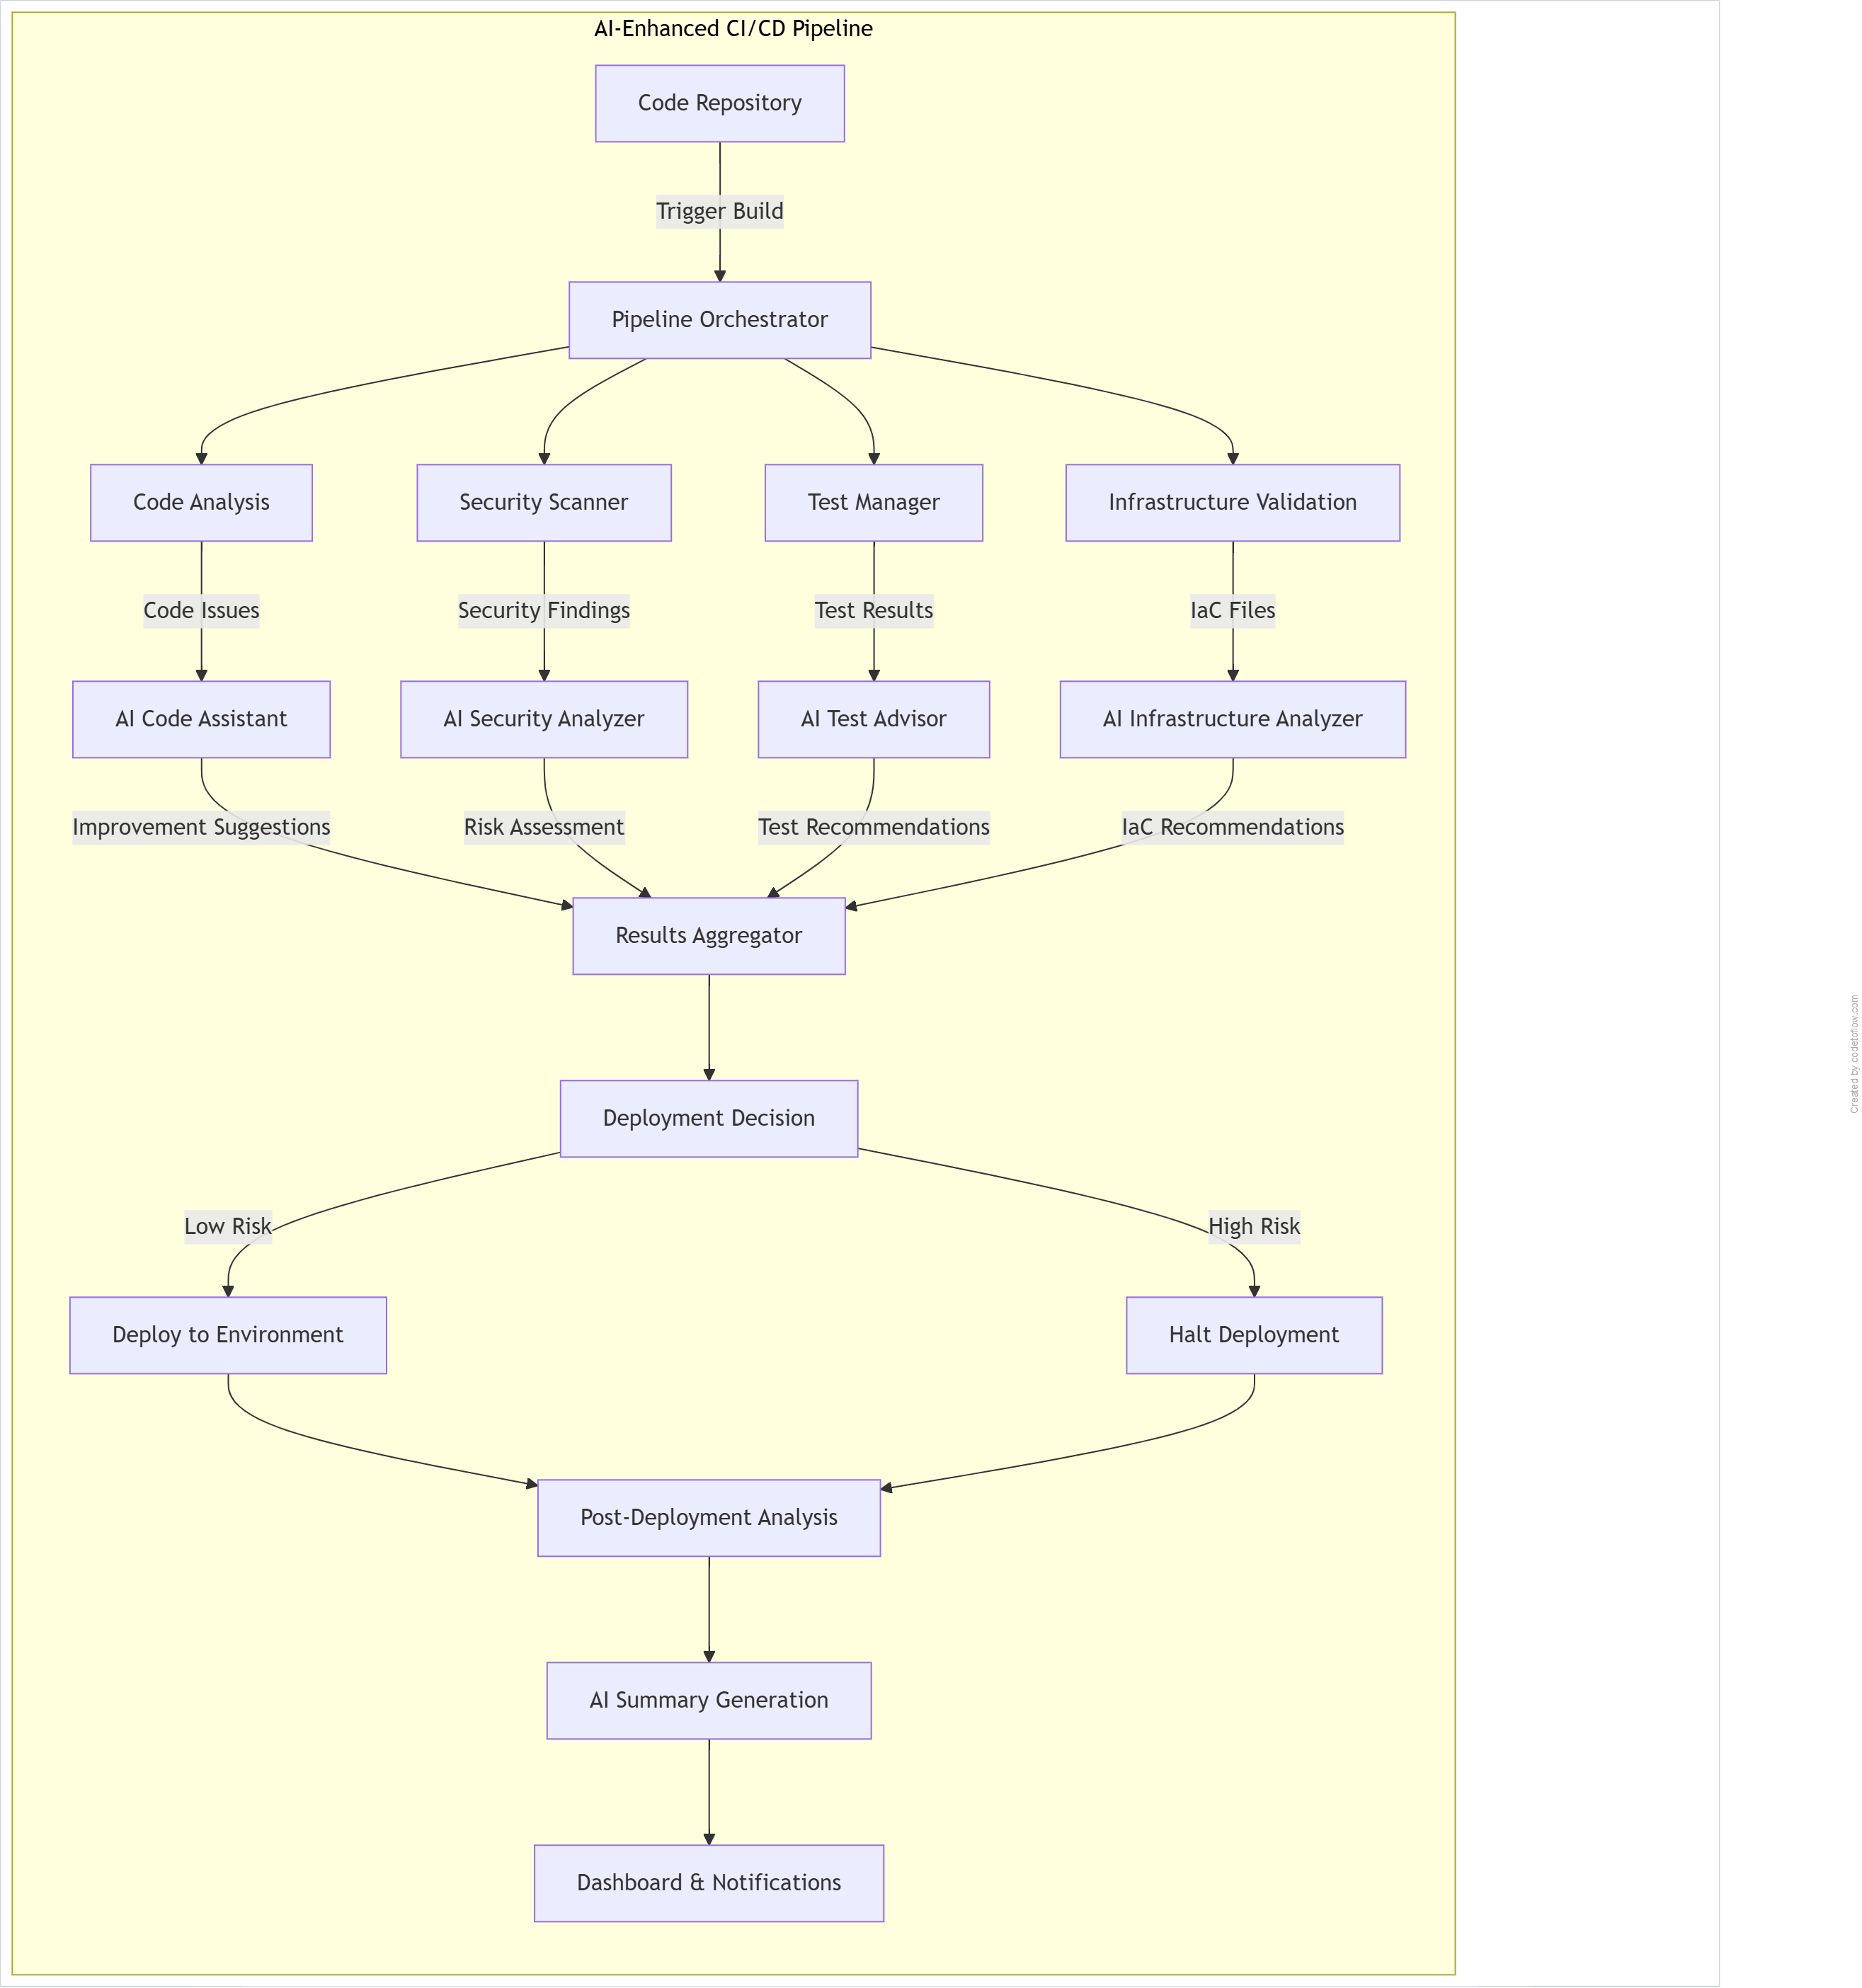 AI-Enhanced CI/CD Pipeline
Code Repository
Trigger Build
Pipeline Orchestrator
Code Analysis
Security Scanner
Test Manager
Infrastructure Validation
Code Issues
Security Findings
Test Results
IaC Files
AI Code Assistant
AI Security Analyzer
AI Test Advisor
AI Infrastructure Analyzer
Improvement Suggestions
Risk Assessment
Test Recommendations
IaC Recommendations
Results Aggregator
Deployment Decision
Low Risk
High Risk
Deploy to Environment
Halt Deployment
Post-Deployment Analysis
AI Summary Generation
Dashboard & Notifications
Created by codetoflow.com